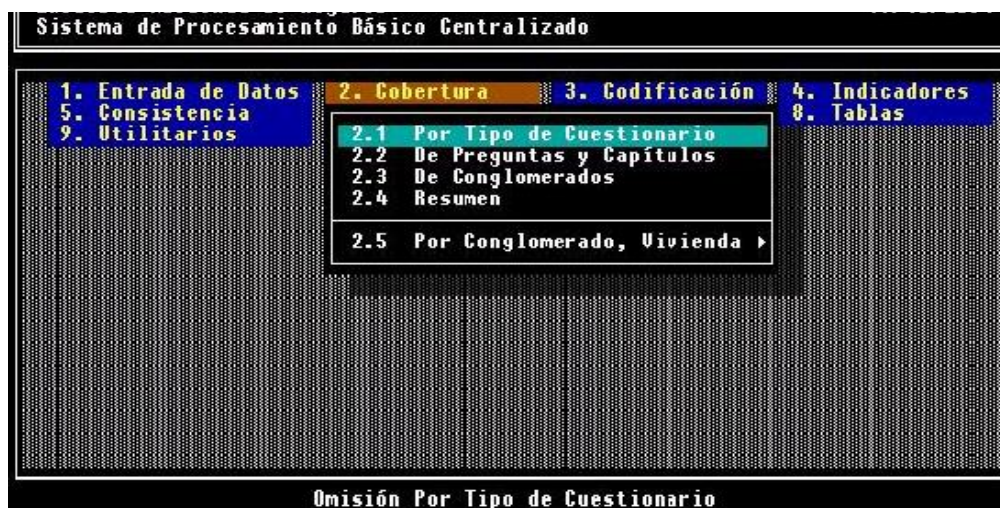 Sistema de Procesamiento Básico Centralizado
1. Entrada de Datos 2. Cobertura 3. Codificación 4. Indicadores
5. Consistencia 8. Tablas
9. Utilitarios
2.1 Por Tipo de Cuestionario
2.2 De Preguntas y Capítulos
2.3 De Conglomerados
2.4 Resumen
2.5 Por Conglomerado, Vivienda
Omisión Por Tipo de Cuestionario